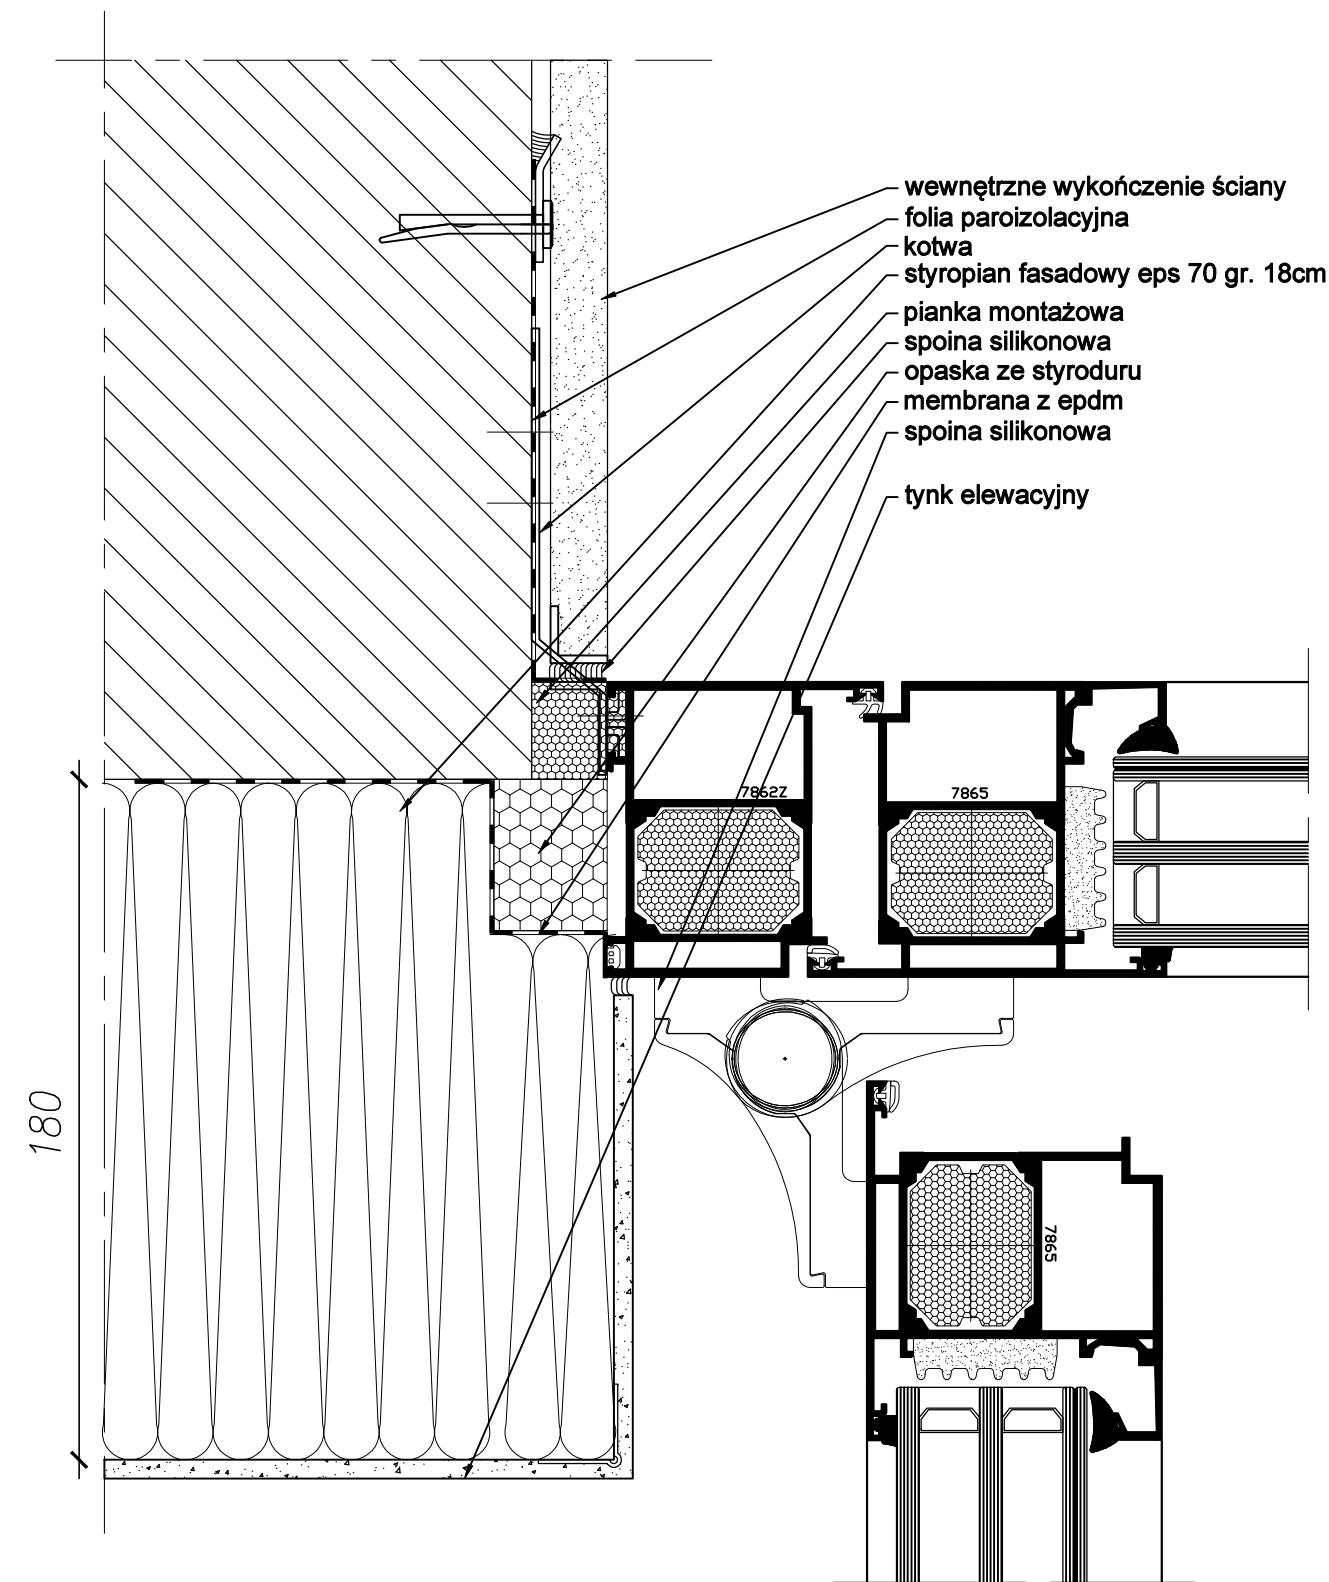 wewnętrzne wykończenie ściany
folia paroizolacyjna
kotwa
styropian fasadowy eps 70 gr. 18cm
pianka montażowa
spoina silikonowa
opaska ze styroduru
membrana z epdm
spoina silikonowa
tynk elewacyjny
7862Z
7865
180
7865